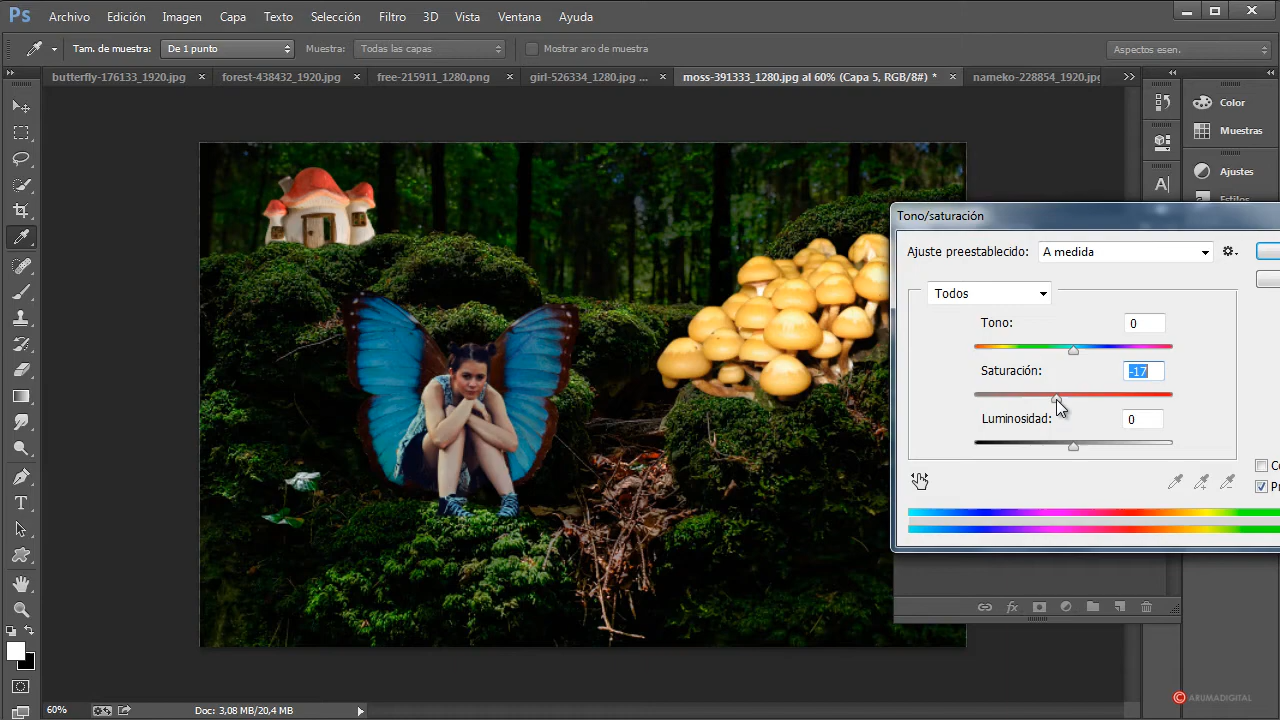 Ps Archivo Edición Imagen Capa Texto Selección Filtro 3D Vista Ventana Ayuda
Tam. de muestra: De 1 punto Muestra: Todas las capas Mostrar aro de muestra Aspectos esen.
butterfly-176133_1920.jpg × forest-438432_1920.jpg × free-215911_1280.png × girl-526334_1280.jpg ... × moss-391333_1280.jpg al 60% (Capa 5, RGB/8#) * × nameko-228854_1920.jpg
Color
Muestras
Ajustes
Estilos
Tono/saturación
Ajuste preestablecido: A medida
Todos
Tono: 0
Saturación: -17
Luminosidad: 0
60% Doc: 3,08 MB/20,4 MB
© ARUMADIGITAL